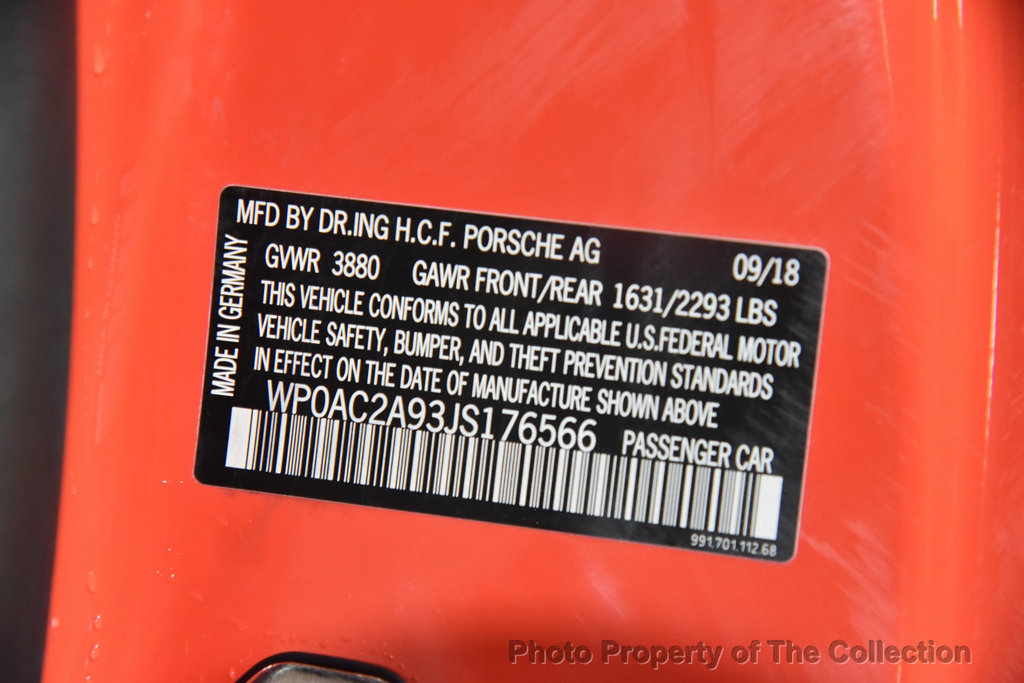 MFD BY DR.ING H.C.F. PORSCHE AG
09/18
GVWR 3880 GAWR FRONT/REAR 1631/2293 LBS
THIS VEHICLE CONFORMS TO ALL APPLICABLE U.S.FEDERAL MOTOR
VEHICLE SAFETY, BUMPER, AND THEFT PREVENTION STANDARDS
IN EFFECT ON THE DATE OF MANUFACTURE SHOWN ABOVE
WP0AC2A93JS176566 PASSENGER CAR
MADE IN GERMANY
991.701.112.68
Photo Property of The Collection